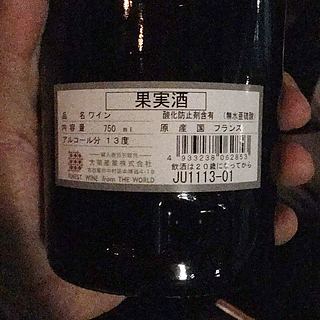 果実酒
品名 ワイン
酸化防止剤含有 (無水亜硫酸)
内容量 750 ml
原産国 フランス
アルコール分 13度
4 933238 062853
飲酒は20歳になってから
JU1113-01
FINEST WINE from THE WORLD